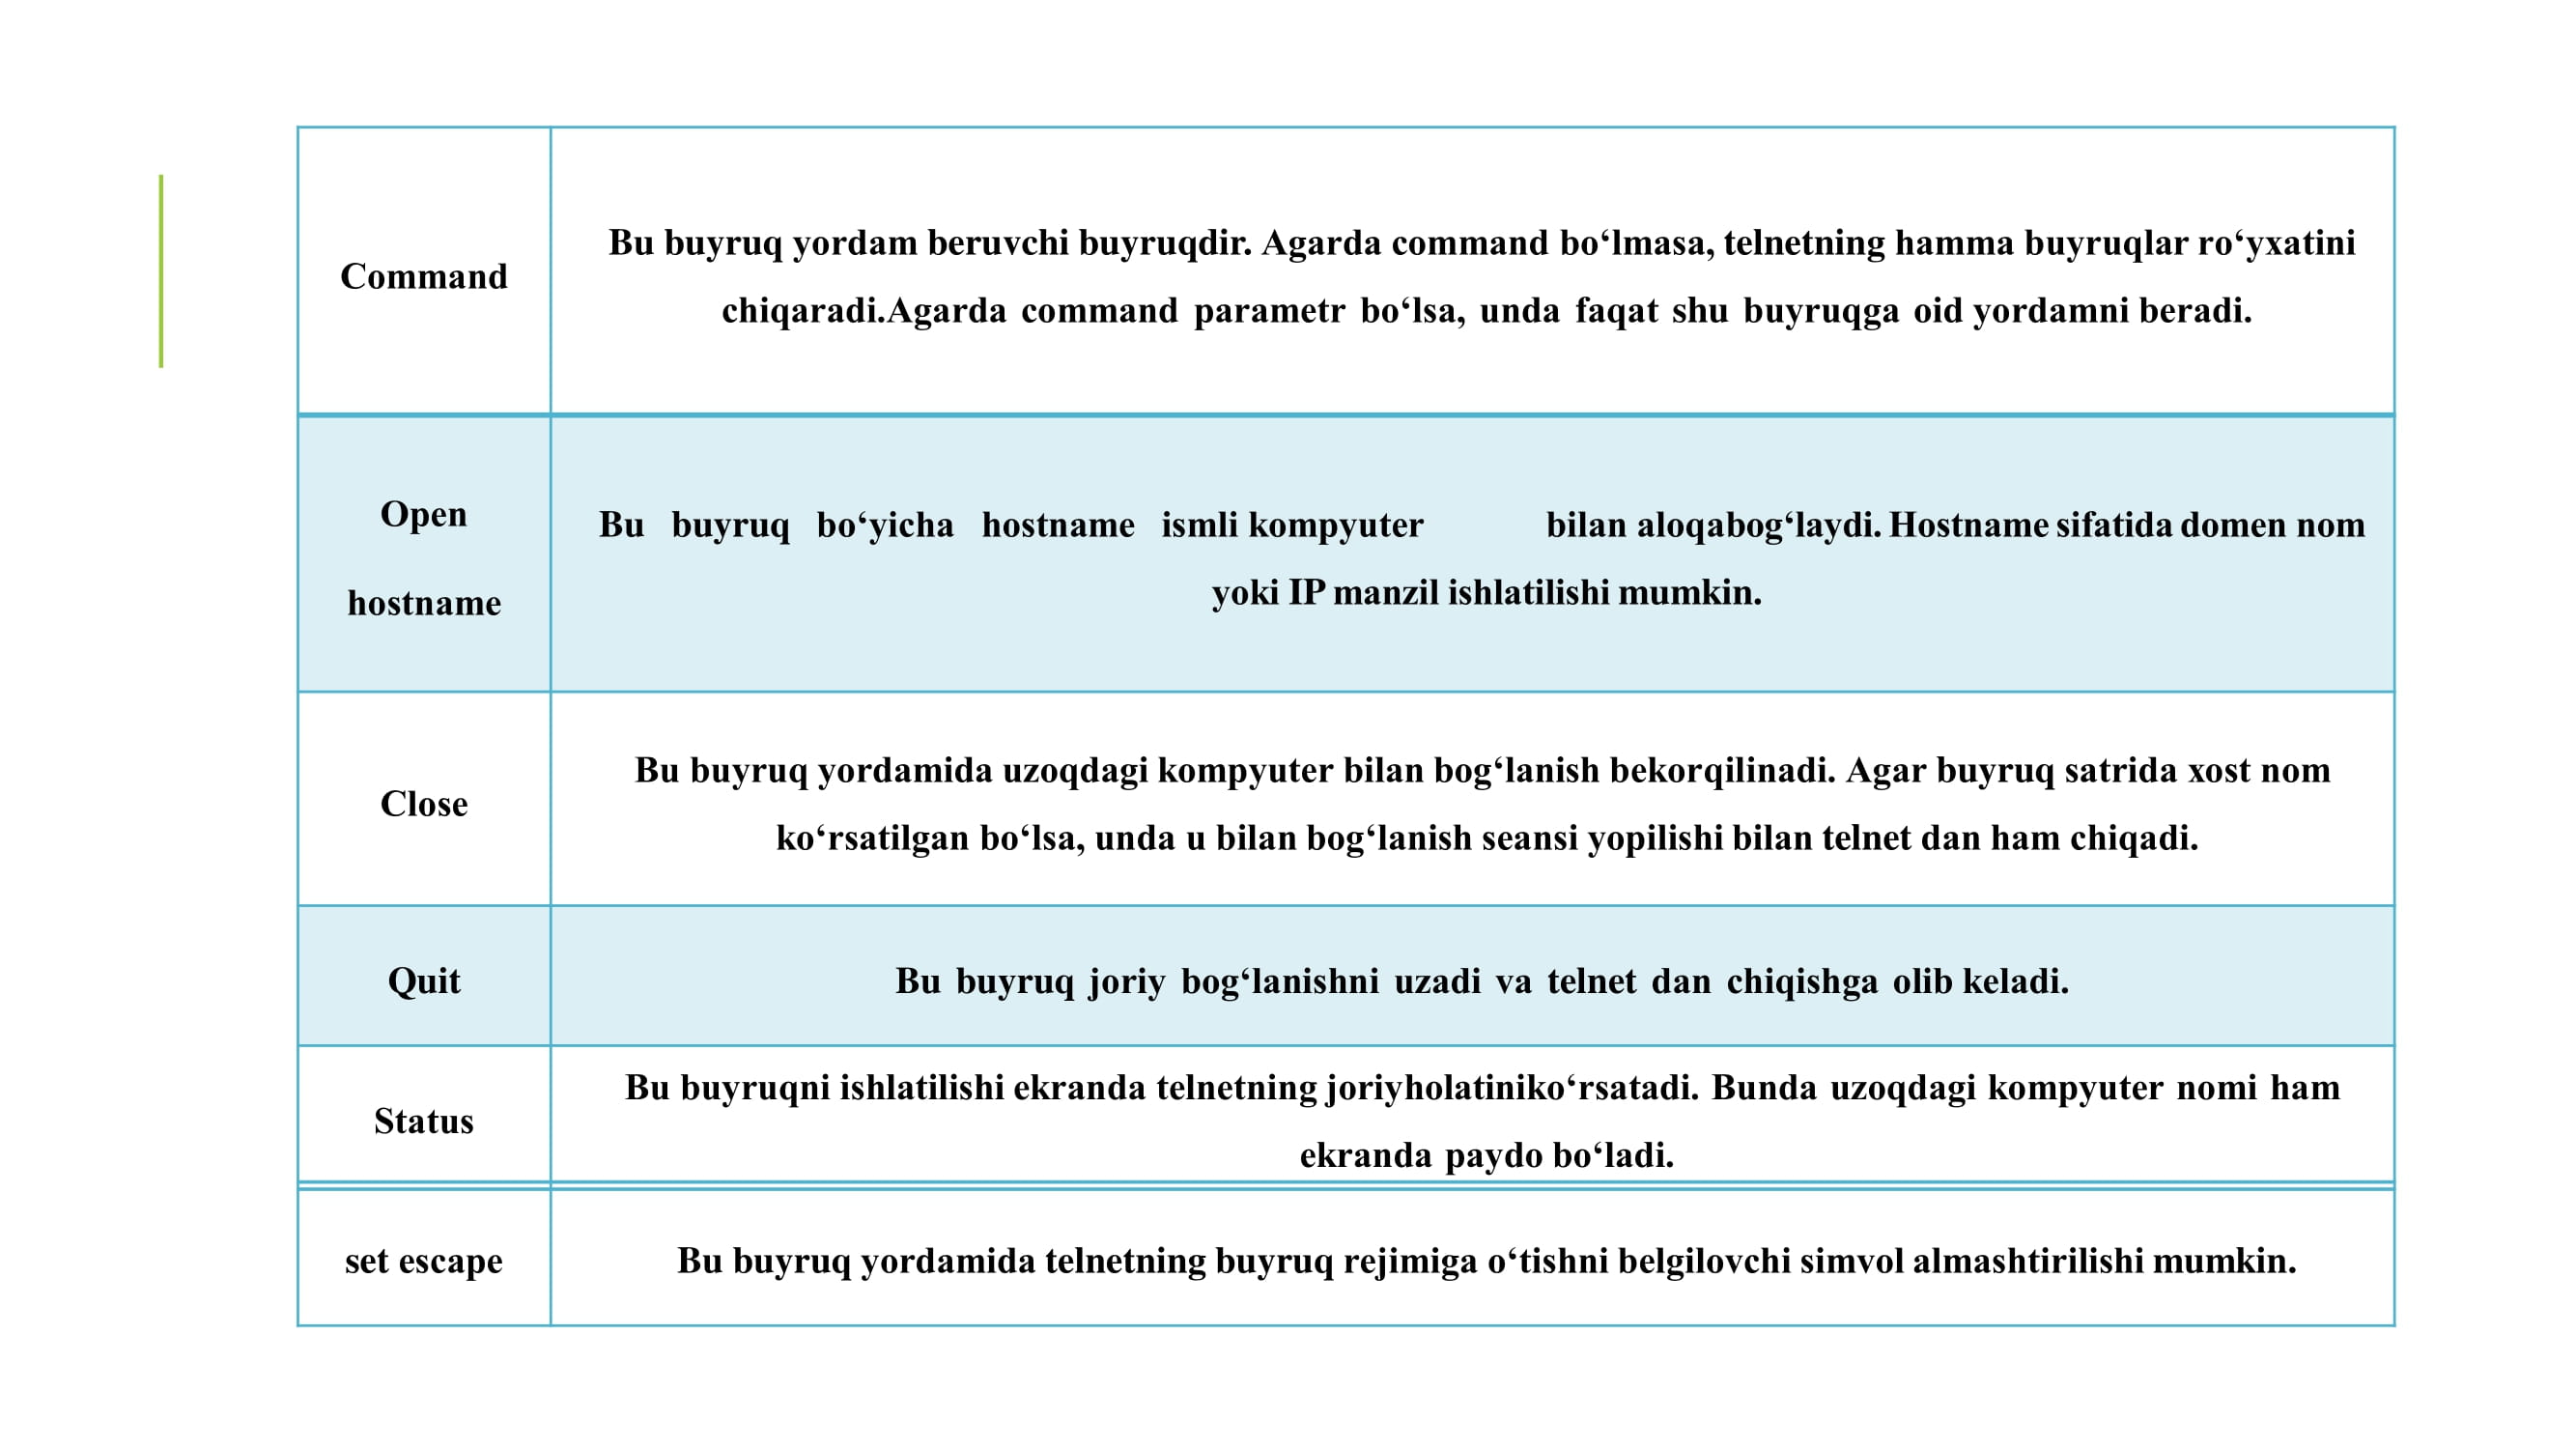 Command
Bu buyruq yordam beruvchi buyruqdir. Agarda command bo‘lmasa, telnetning hamma buyruqlar ro‘yxatini
chiqaradi.Agarda command parametr bo‘lsa, unda faqat shu buyruqga oid yordamni beradi.
Open
hostname
Bu buyruq bo‘yicha hostname ismli kompyuter bilan aloqabog‘laydi. Hostname sifatida domen nom
yoki IP manzil ishlatilishi mumkin.
Close
Bu buyruq yordamida uzoqdagi kompyuter bilan bog‘lanish bekorqilinadi. Agar buyruq satrida xost nom
ko‘rsatilgan bo‘lsa, unda u bilan bog‘lanish seansi yopilishi bilan telnet dan ham chiqadi.
Quit
Bu buyruq joriy bog‘lanishni uzadi va telnet dan chiqishga olib keladi.
Status
Bu buyruqni ishlatilishi ekranda telnetning joriyholatiniko‘rsatadi. Bunda uzoqdagi kompyuter nomi ham
ekranda paydo bo‘ladi.
set escape
Bu buyruq yordamida telnetning buyruq rejimiga o‘tishni belgilovchi simvol almashtirilishi mumkin.